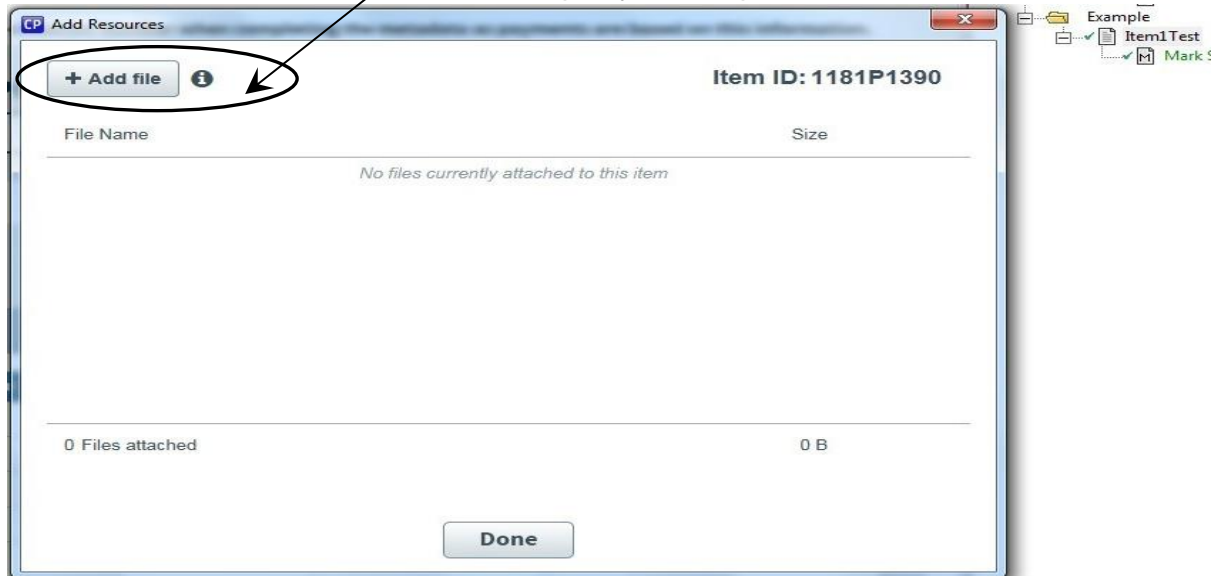 CP Add Resources
Example
Item1Test
M Mark S
+ Add file
Item ID: 1181P1390
File Name Size
No files currently attached to this item
0 Files attached 0 B
Done